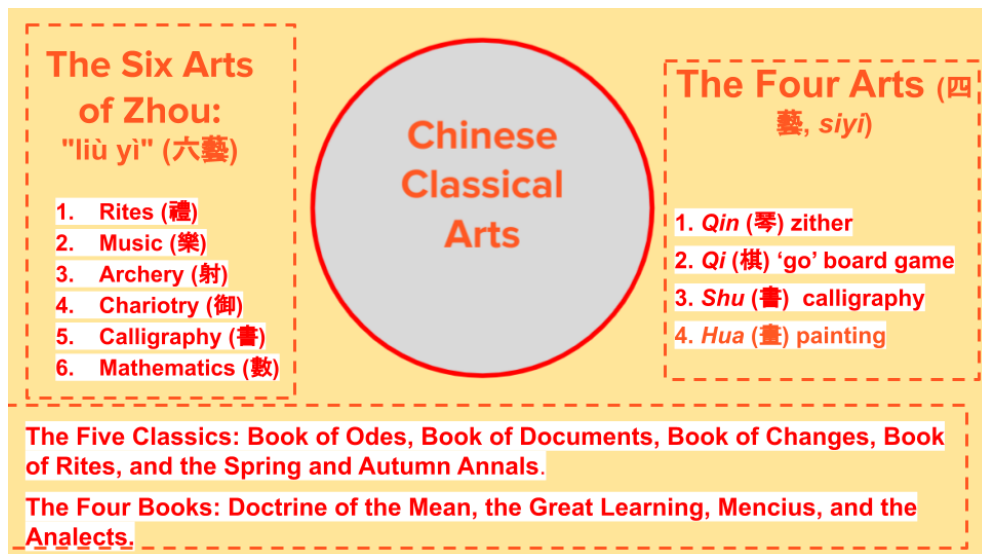 The Six Arts
of Zhou:
"liù yì" (六藝)
1. Rites (禮)
2. Music (樂)
3. Archery (射)
4. Chariotry (御)
5. Calligraphy (書)
6. Mathematics (數)
Chinese
Classical
Arts
The Four Arts (四
藝, siyi)
1. Qin (琴) zither
2. Qi (棋) ‘go’ board game
3. Shu (書) calligraphy
4. Hua (畫) painting
The Five Classics: Book of Odes, Book of Documents, Book of Changes, Book
of Rites, and the Spring and Autumn Annals.
The Four Books: Doctrine of the Mean, the Great Learning, Mencius, and the
Analects.